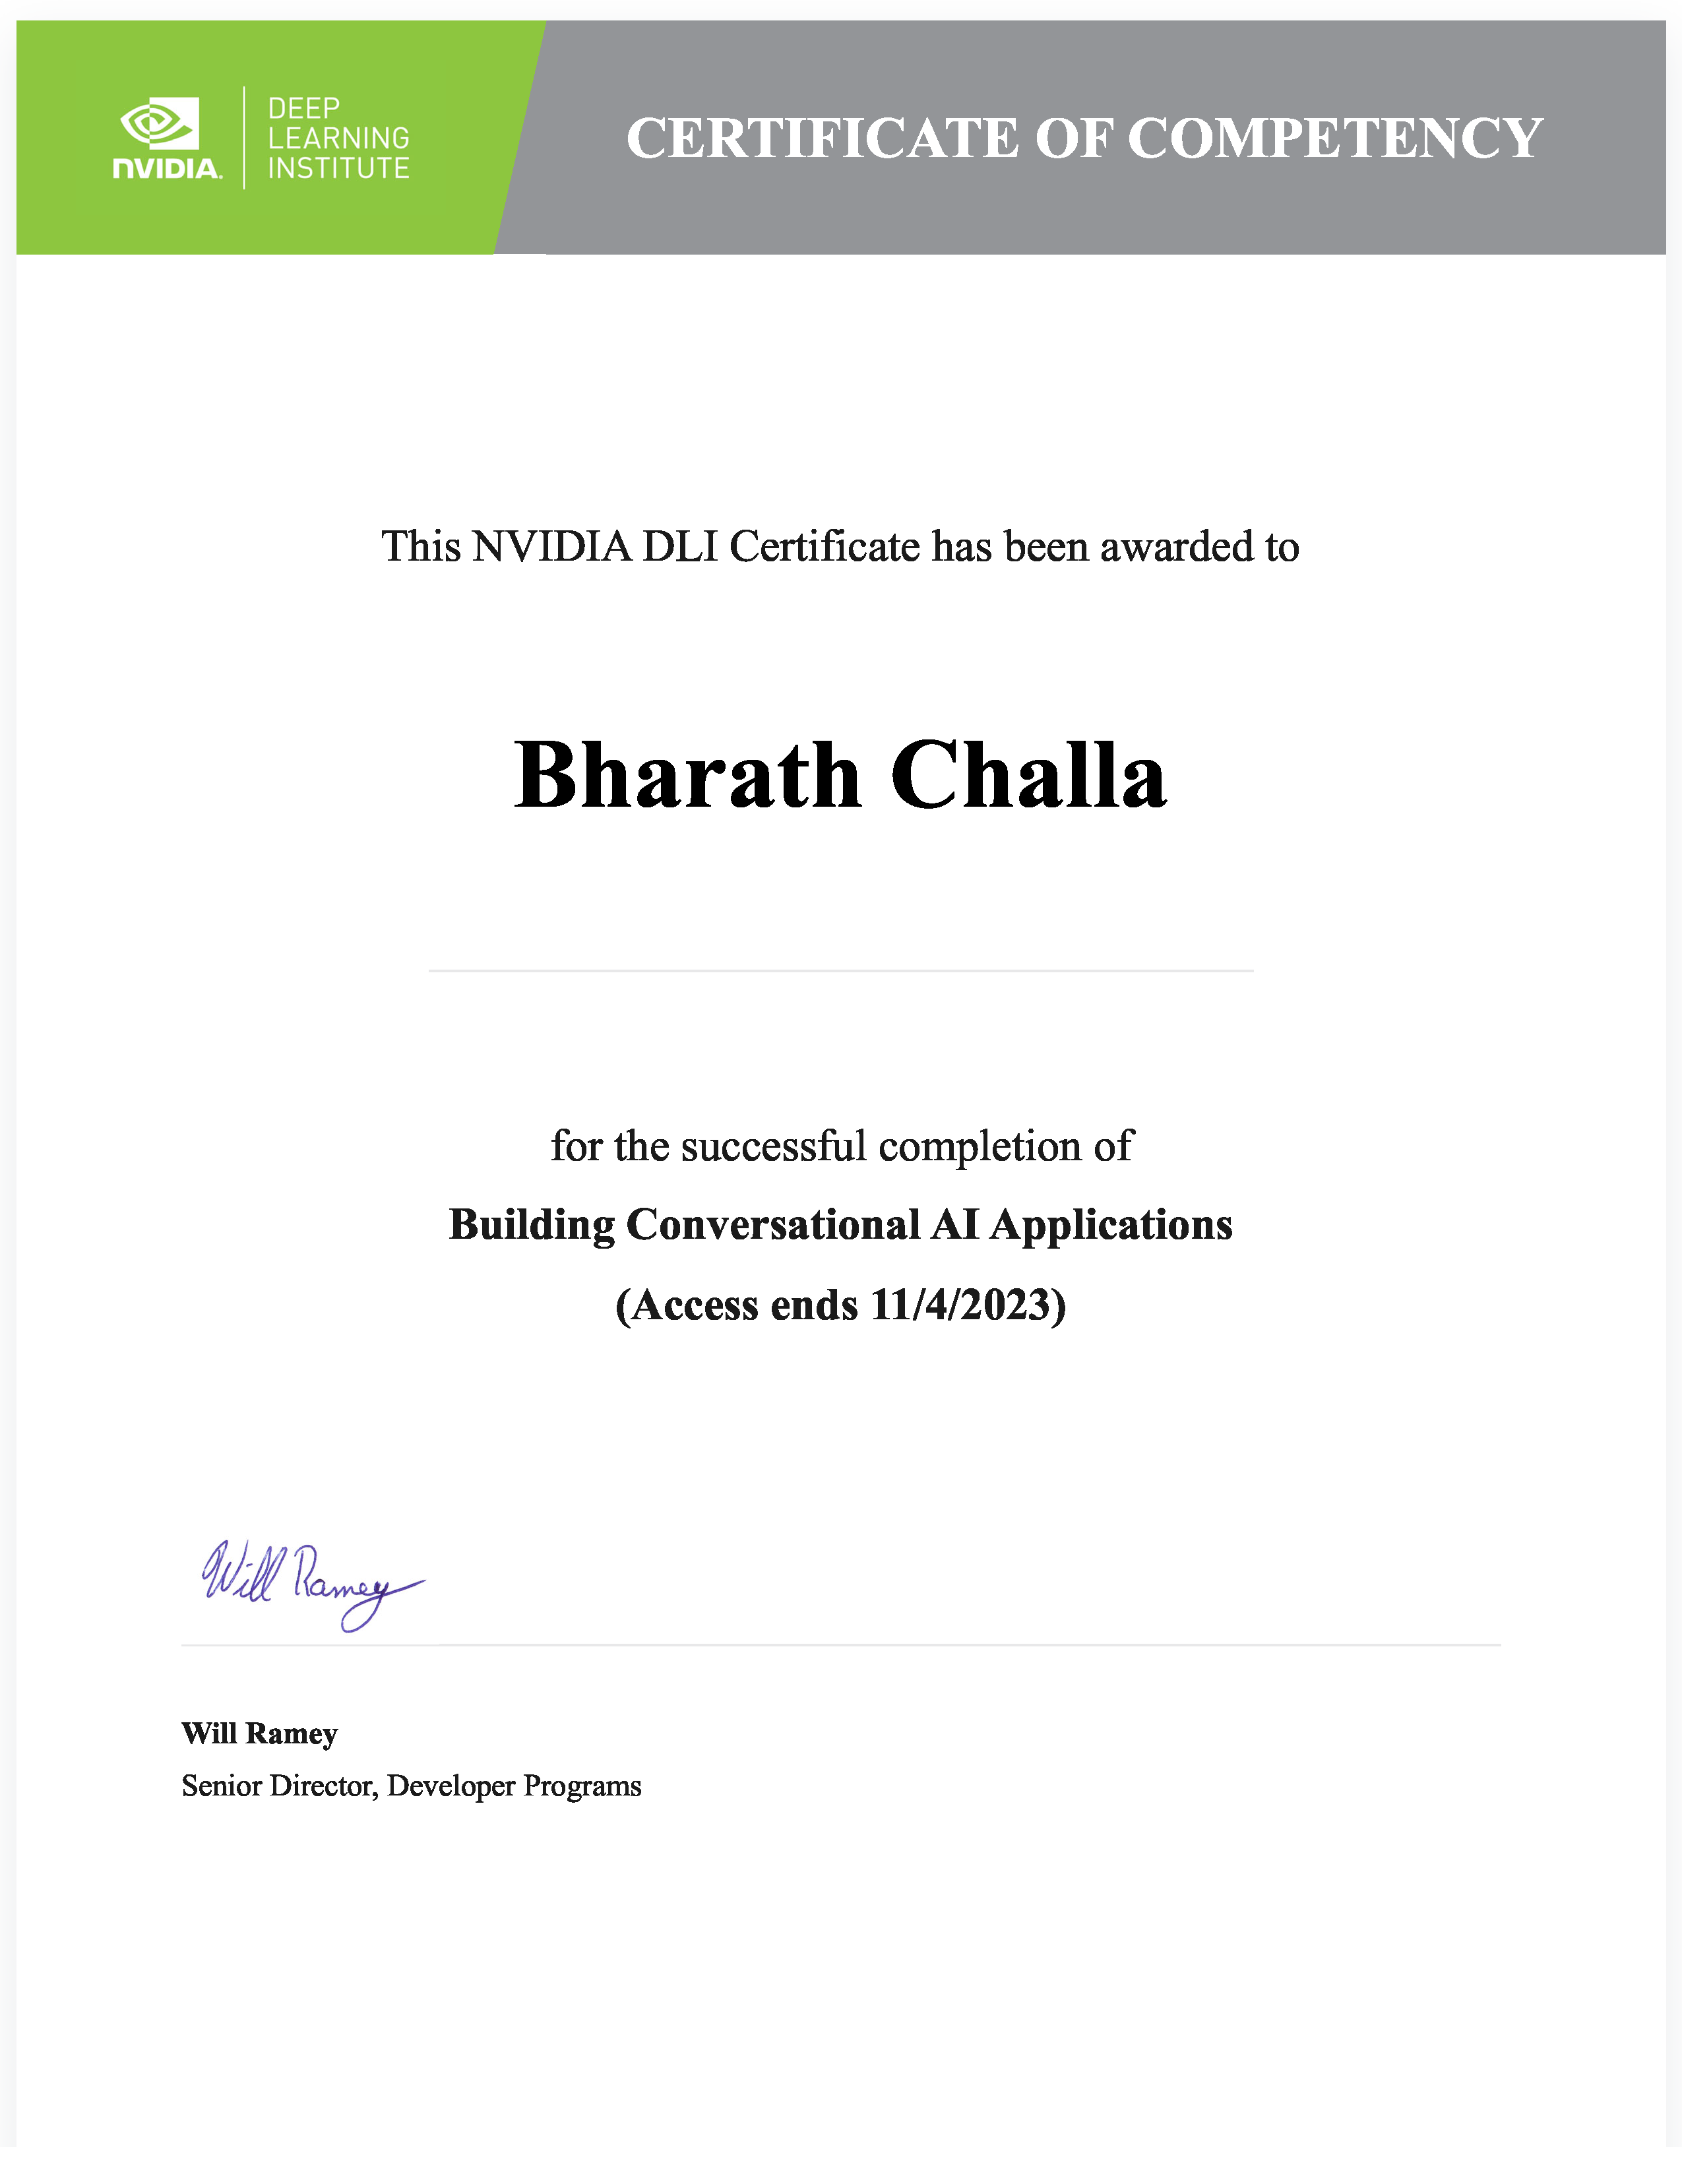 NVIDIA.
DEEP
LEARNING
INSTITUTE
CERTIFICATE OF COMPETENCY
This NVIDIA DLI Certificate has been awarded to
Bharath Challa
for the successful completion of
Building Conversational AI Applications
(Access ends 11/4/2023)
Will Ramey
Will Ramey
Senior Director, Developer Programs